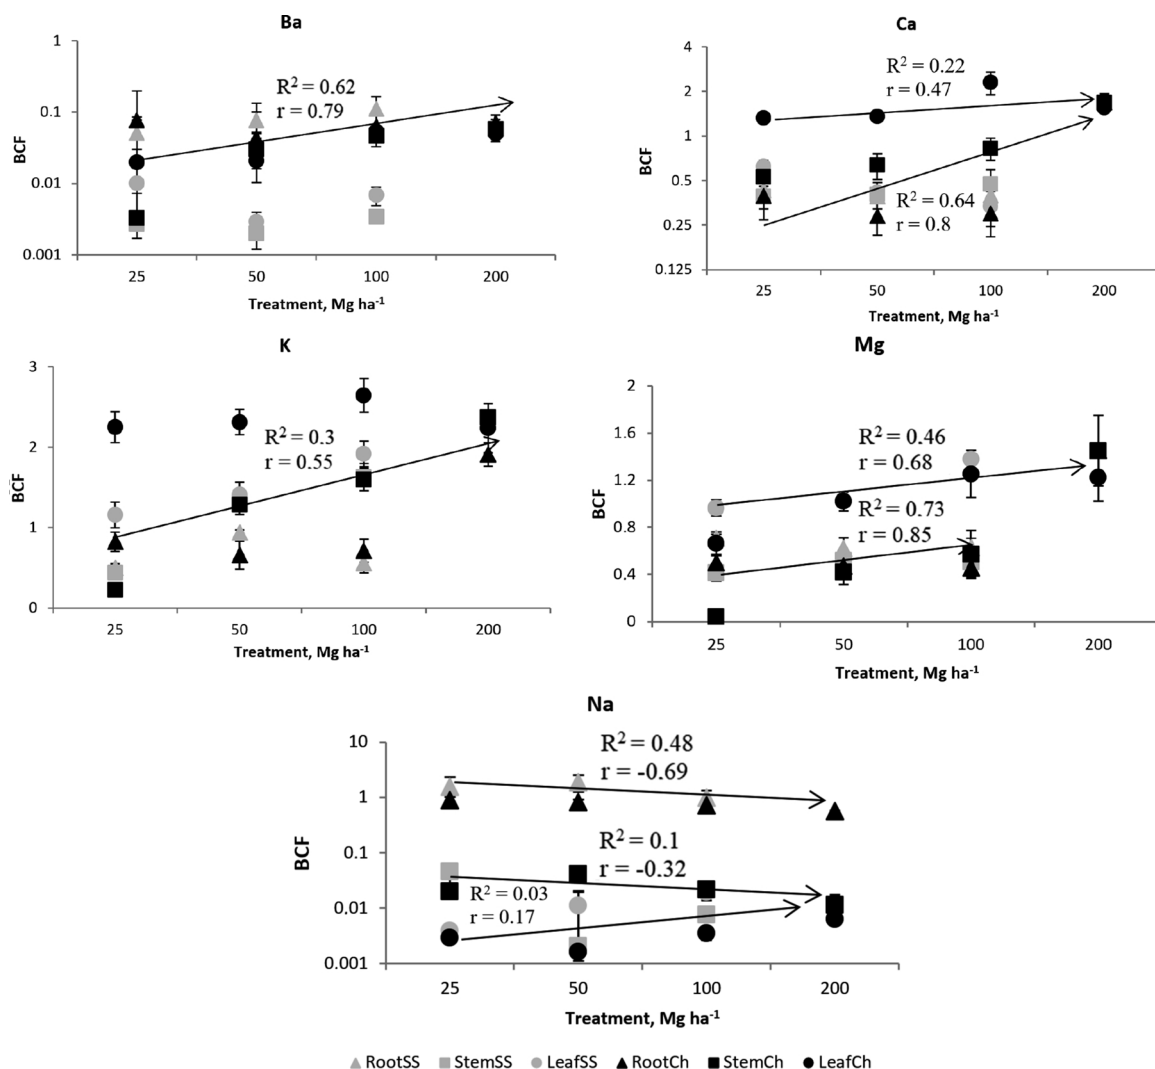 Ba
1
0.1
0.01
0.001
BCF
R² = 0.62
r = 0.79
25 50 100 200
Treatment, Mg ha⁻¹
Ca
4
2
1
0.5
0.25
0.125
BCF
R² = 0.22
r = 0.47
R² = 0.64
r = 0.8
25 50 100 200
Treatment, Mg ha⁻¹
K
3
2
1
0
BCF
R² = 0.3
r = 0.55
25 50 100 200
Treatment, Mg ha⁻¹
Mg
2
1.6
1.2
0.8
0.4
0
BCF
R² = 0.46
r = 0.68
R² = 0.73
r = 0.85
25 50 100 200
Treatment, Mg ha⁻¹
Na
10
1
0.1
0.01
0.001
BCF
R² = 0.48
r = -0.69
R² = 0.1
r = -0.32
R² = 0.03
r = 0.17
25 50 100 200
Treatment, Mg ha⁻¹
RootSS StemSS LeafSS RootCh StemCh LeafCh